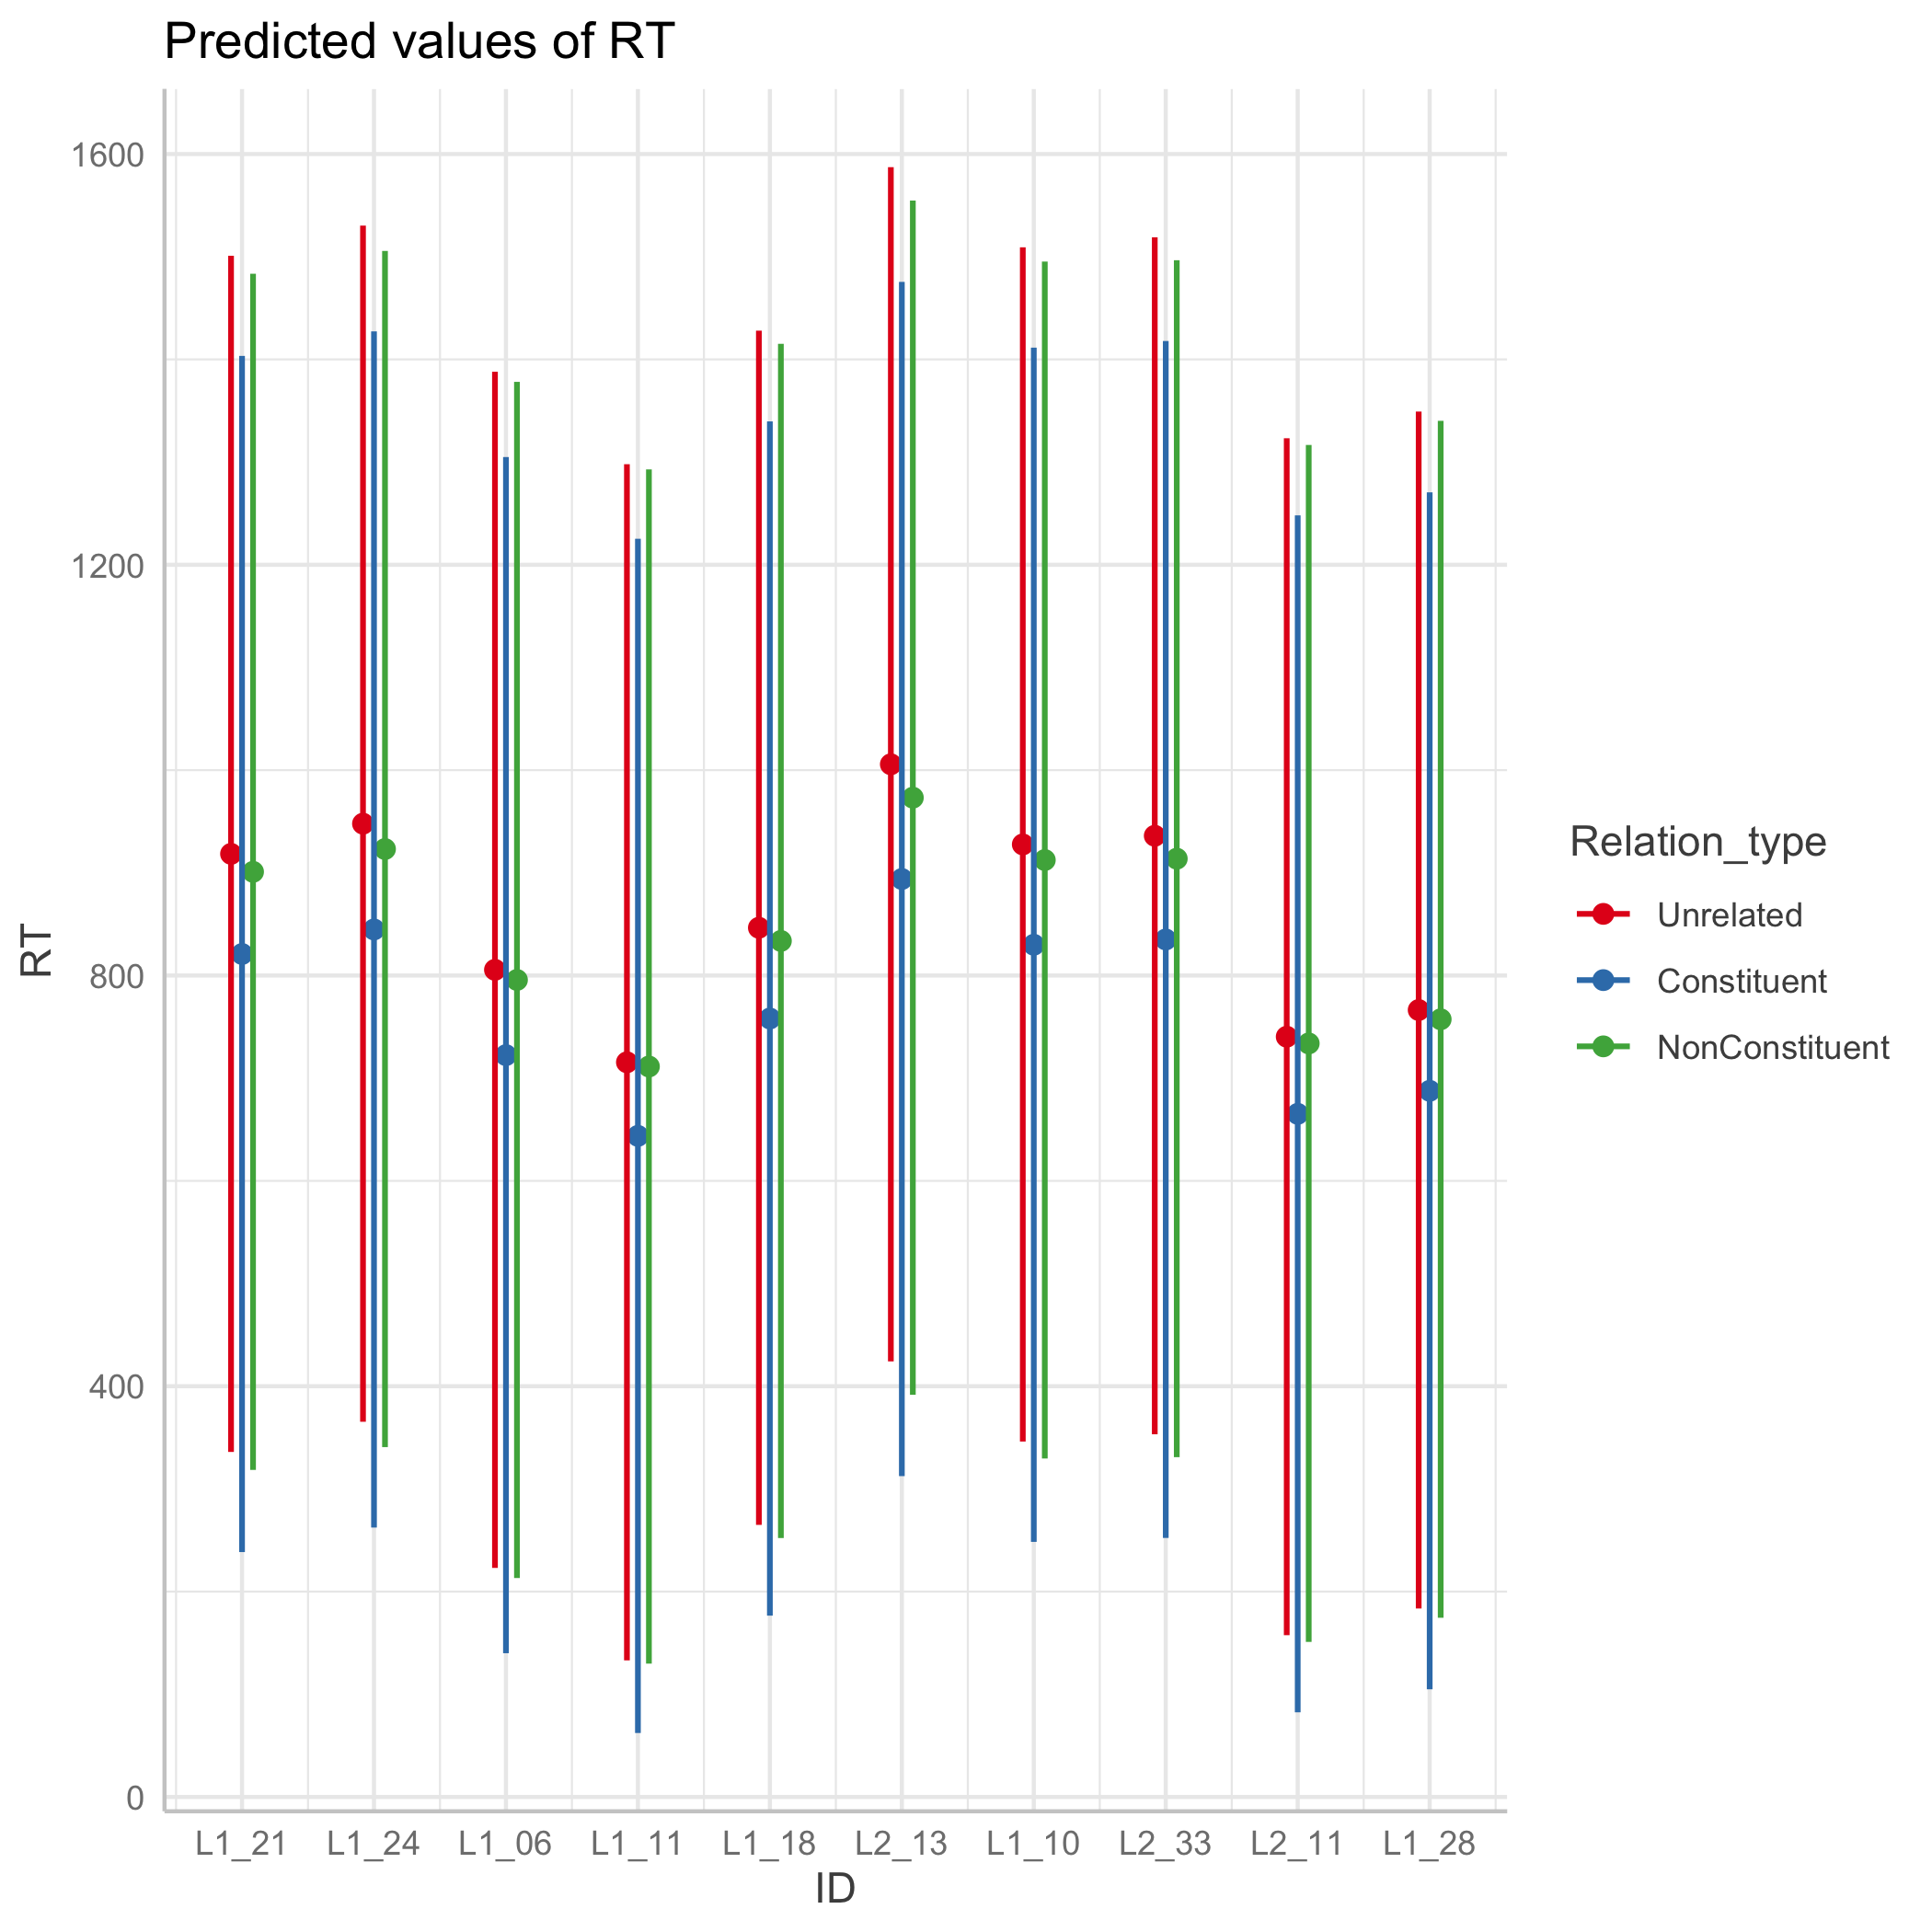 Predicted values of RT
1600
1200
800
400
0
RT
L1_21 L1_24 L1_06 L1_11 L1_18 L2_13 L1_10 L2_33 L2_11 L1_28
ID
Relation_type
Unrelated
Constituent
NonConstituent